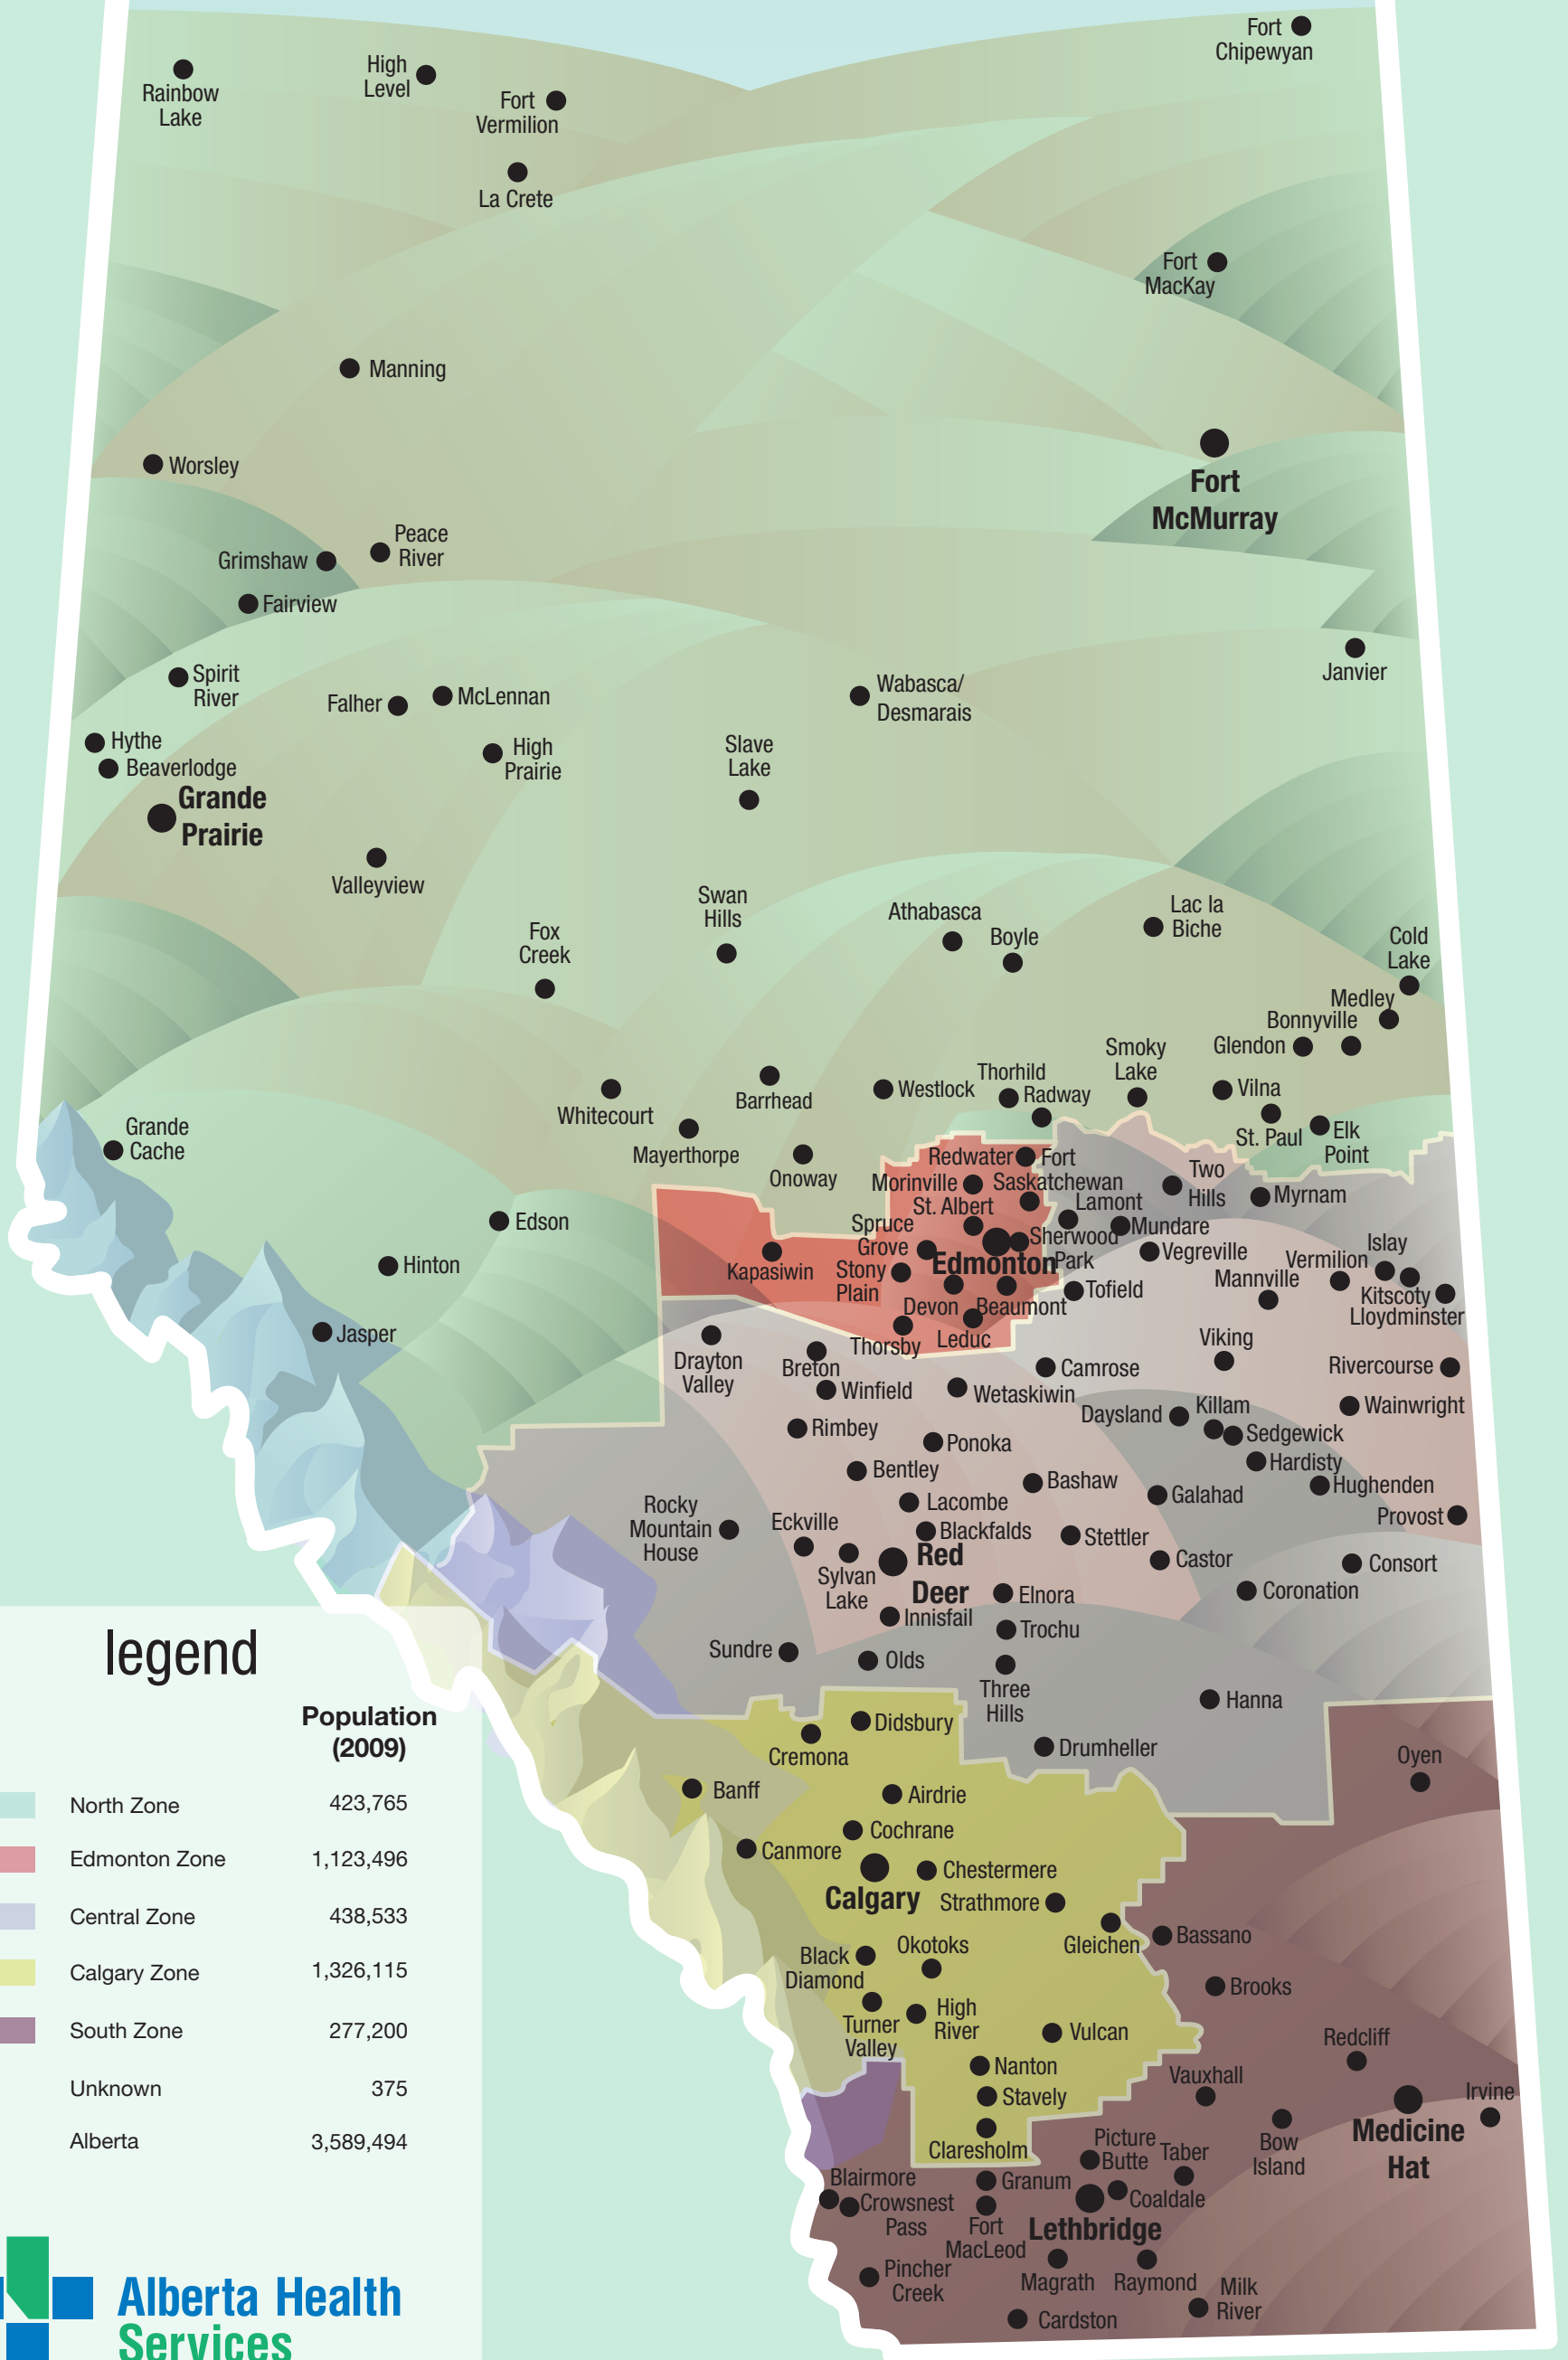 Fort
Chipewyan
Rainbow
Lake
High
Level
Fort
Vermilion
La Crete
Fort
MacKay
Manning
Worsley
Fort
McMurray
Peace
River
Grimshaw
Fairview
Spirit
River
Janvier
Falher
McLennan
Wabasca/
Desmarais
Hythe
Beaverlodge
High
Prairie
Slave
Lake
Grande
Prairie
Valleyview
Swan
Hills
Athabasca
Boyle
Lac la
Biche
Fox
Creek
Cold
Lake
Medley
Bonnyville
Glendon
Smoky
Lake
Thorhild
Radway
Westlock
Vilna
Barrhead
Whitecourt
St. Paul
Elk
Point
Grande
Cache
Mayerthorpe
Onoway
Redwater
Fort
Saskatchewan
Morinville
Two
Hills
Myrnam
St. Albert
Lamont
Edson
Spruce
Grove
Mundare
Sherwood
Park
Hinton
Kapasiwin
Stony
Plain
Edmonton
Vegreville
Islay
Vermilion
Mannville
Kitscoty
Lloydminster
Devon
Beaumont
Tofield
Jasper
Thorsby
Leduc
Drayton
Valley
Breton
Viking
Camrose
Rivercourse
Winfield
Wetaskiwin
Daysland
Killam
Wainwright
Rimbey
Ponoka
Sedgewick
Bentley
Hardisty
Bashaw
Hughenden
Galahad
Rocky
Mountain
House
Eckville
Lacombe
Blackfalds
Stettler
Provost
Sylvan
Lake
Red
Deer
Castor
Consort
Elnora
Coronation
Innisfail
Trochu
Sundre
Olds
Three
Hills
Hanna
Didsbury
Cremona
Drumheller
Oyen
Banff
Airdrie
Cochrane
Canmore
Chestermere
Calgary
Strathmore
Gleichen
Bassano
Black
Diamond
Okotoks
Brooks
Turner
Valley
High
River
Vulcan
Redcliff
Nanton
Vauxhall
Stavely
Irvine
Claresholm
Medicine
Hat
Bow
Island
Picture
Butte
Taber
Blairmore
Granum
Crowsnest
Pass
Coaldale
Fort
MacLeod
Lethbridge
Pincher
Creek
Magrath
Raymond
Milk
River
Cardston
legend
Population
(2009)
North Zone 423,765
Edmonton Zone 1,123,496
Central Zone 438,533
Calgary Zone 1,326,115
South Zone 277,200
Unknown 375
Alberta 3,589,494
Alberta Health
Services